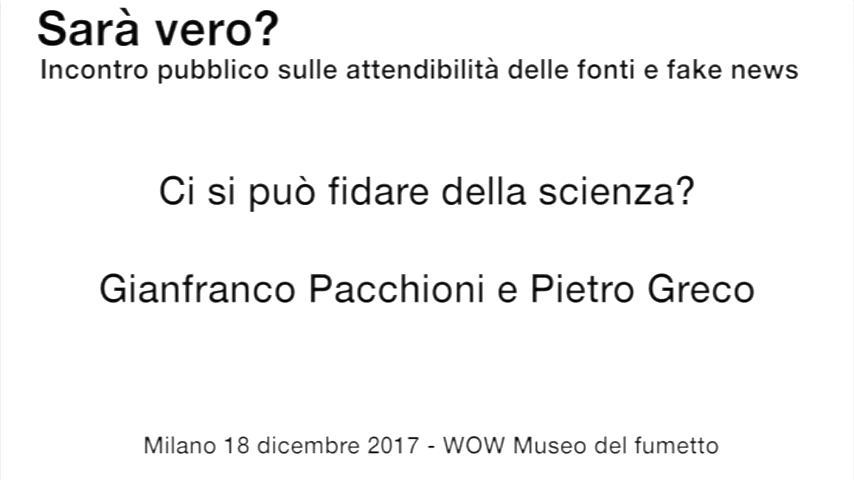 Sarà vero?
Incontro pubblico sulle attendibilità delle fonti e fake news
Ci si può fidare della scienza?
Gianfranco Pacchioni e Pietro Greco
Milano 18 dicembre 2017 - WOW Museo del fumetto